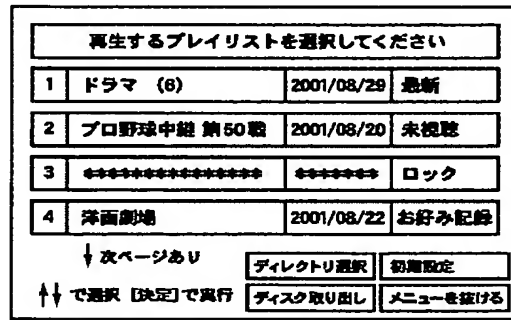 再生するプレイリストを選択してください
1 ドラマ (6) 2001/08/29 最新
2 プロ野球中継 第50戦 2001/08/20 未視聴
3 *************** ******* ロック
4 洋画劇場 2001/08/22 お好み記録
↓ 次ページあり
ディレクトリ選択 初期設定
↑↓ で選択 [決定] で実行 ディスク取り出し メニューを抜ける